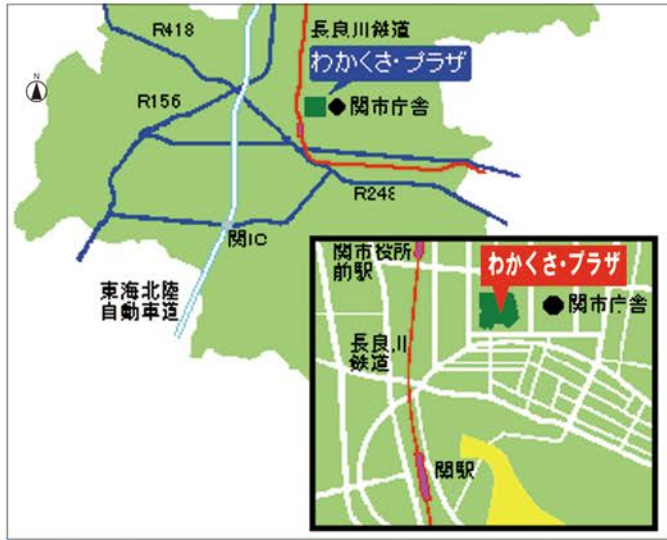 R418
長良川鉄道
わかくさ・プラザ
N
R156
関市庁舎
R248
関IC
東海北陸
自動車道
関市役所
前駅
わかくさ・プラザ
関市庁舎
長良川
鉄道
関駅